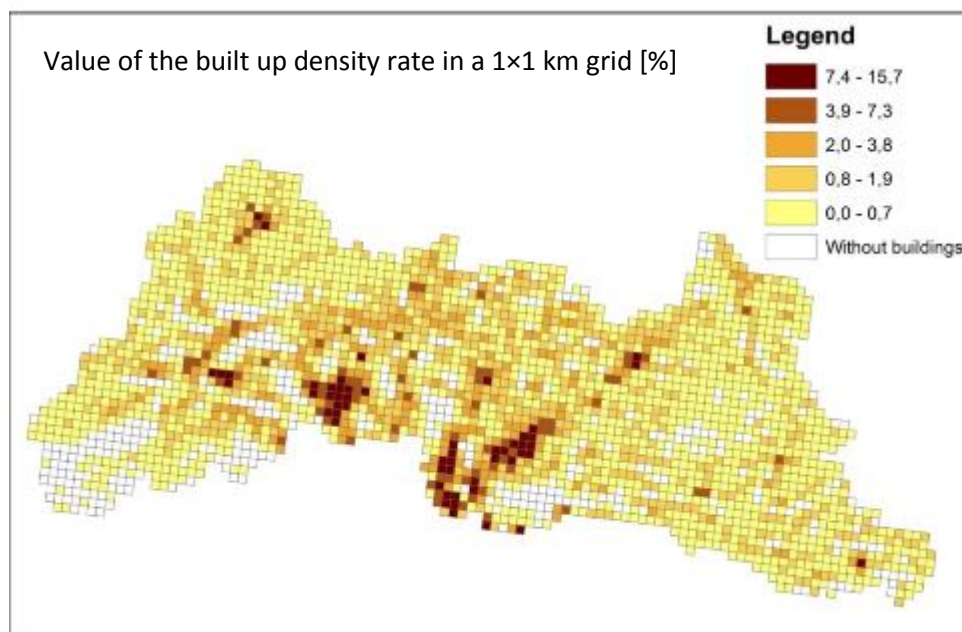 Value of the built up density rate in a 1×1 km grid [%]
Legend
7,4 - 15,7
3,9 - 7,3
2,0 - 3,8
0,8 - 1,9
0,0 - 0,7
Without buildings